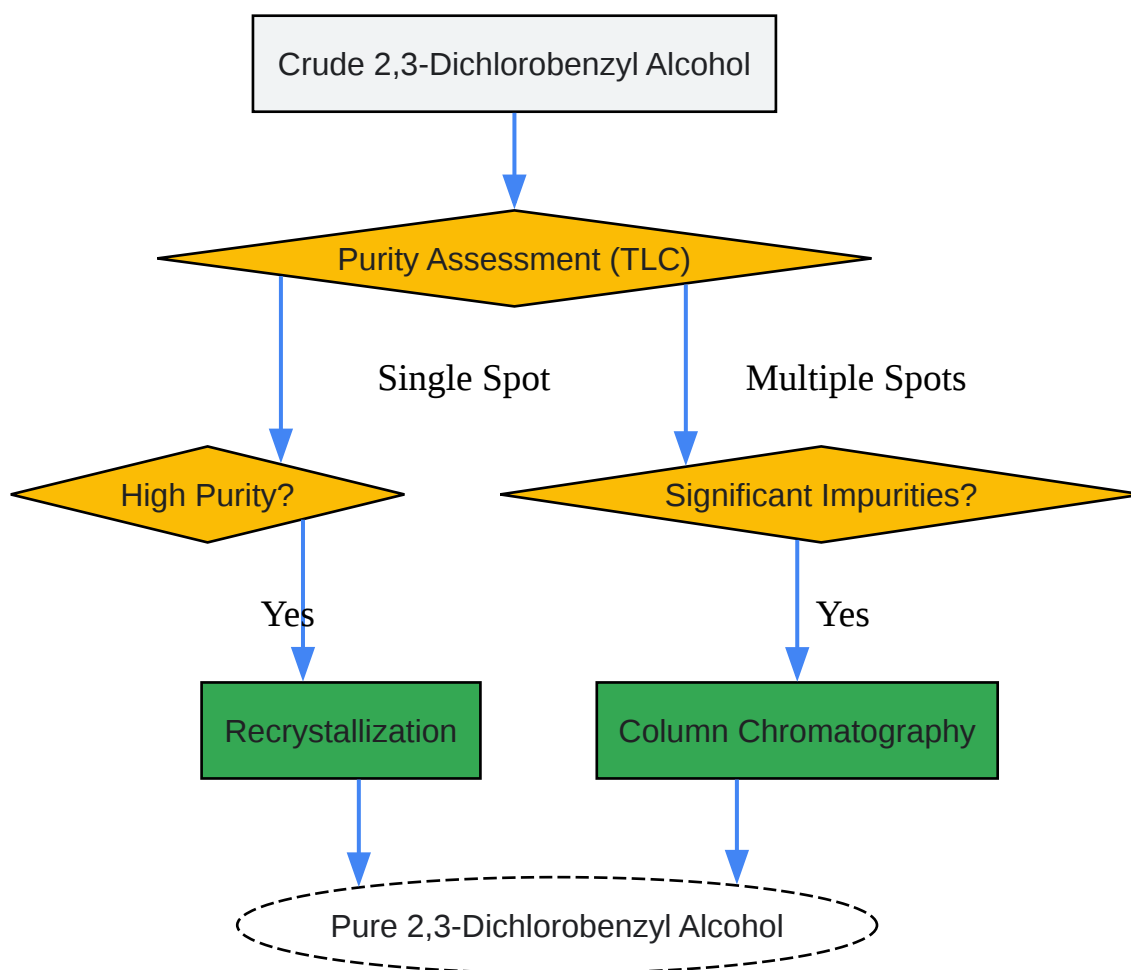 Crude 2,3-Dichlorobenzyl Alcohol
Purity Assessment (TLC)
Single Spot
Multiple Spots
High Purity?
Significant Impurities?
Yes
Yes
Recrystallization
Column Chromatography
Pure 2,3-Dichlorobenzyl Alcohol